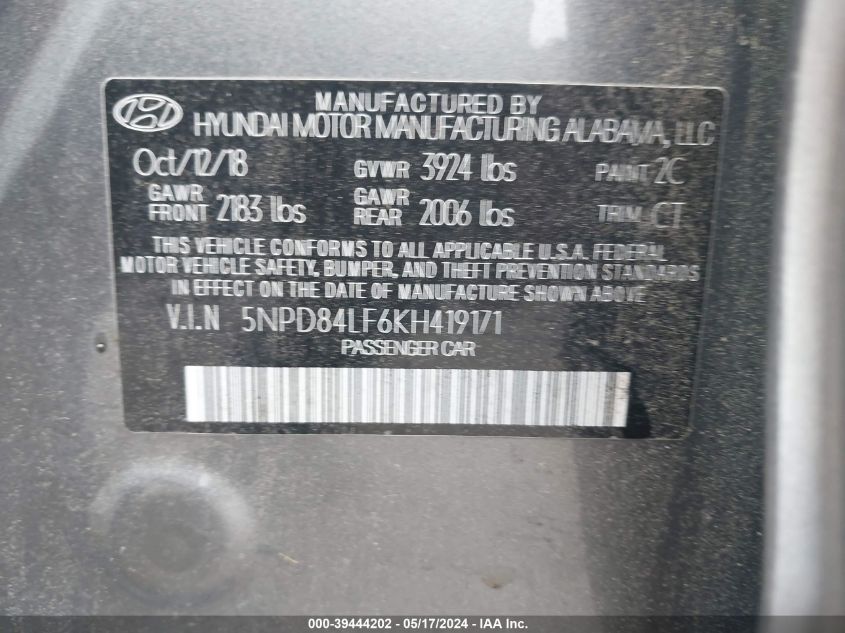 MANUFACTURED BY
HYUNDAI MOTOR MANUFACTURING ALABAMA, LLC
Oct/12/18 GVWR 3924 lbs PAINT 2C
GAWR FRONT 2183 lbs GAWR REAR 2006 lbs TRIM CT
THIS VEHICLE CONFORMS TO ALL APPLICABLE U.S.A. FEDERAL
MOTOR VEHICLE SAFETY, BUMPER, AND THEFT PREVENTION STANDARDS
IN EFFECT ON THE DATE OF MANUFACTURE SHOWN ABOVE
V.I.N 5NPD84LF6KH419171
PASSENGER CAR
000-39444202 - 05/17/2024 - IAA Inc.